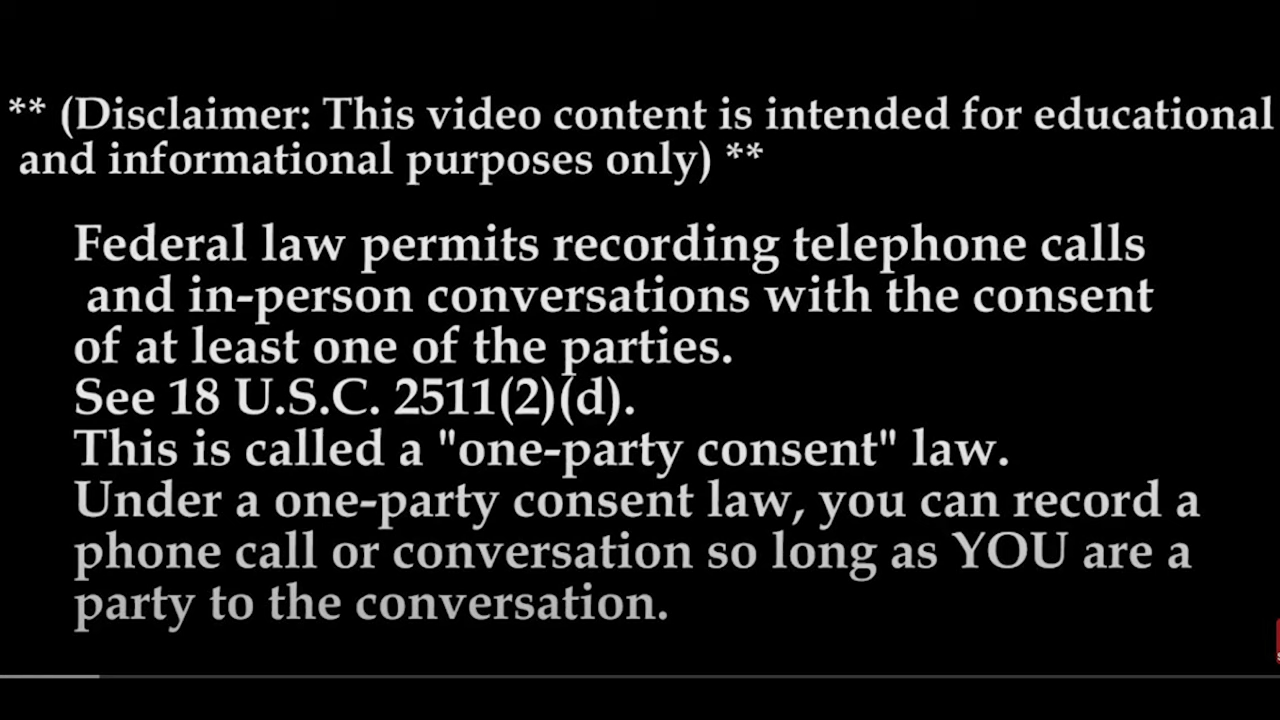 ** (Disclaimer: This video content is intended for educational
and informational purposes only) **
Federal law permits recording telephone calls
and in-person conversations with the consent
of at least one of the parties.
See 18 U.S.C. 2511(2)(d).
This is called a "one-party consent" law.
Under a one-party consent law, you can record a
phone call or conversation so long as YOU are a
party to the conversation.